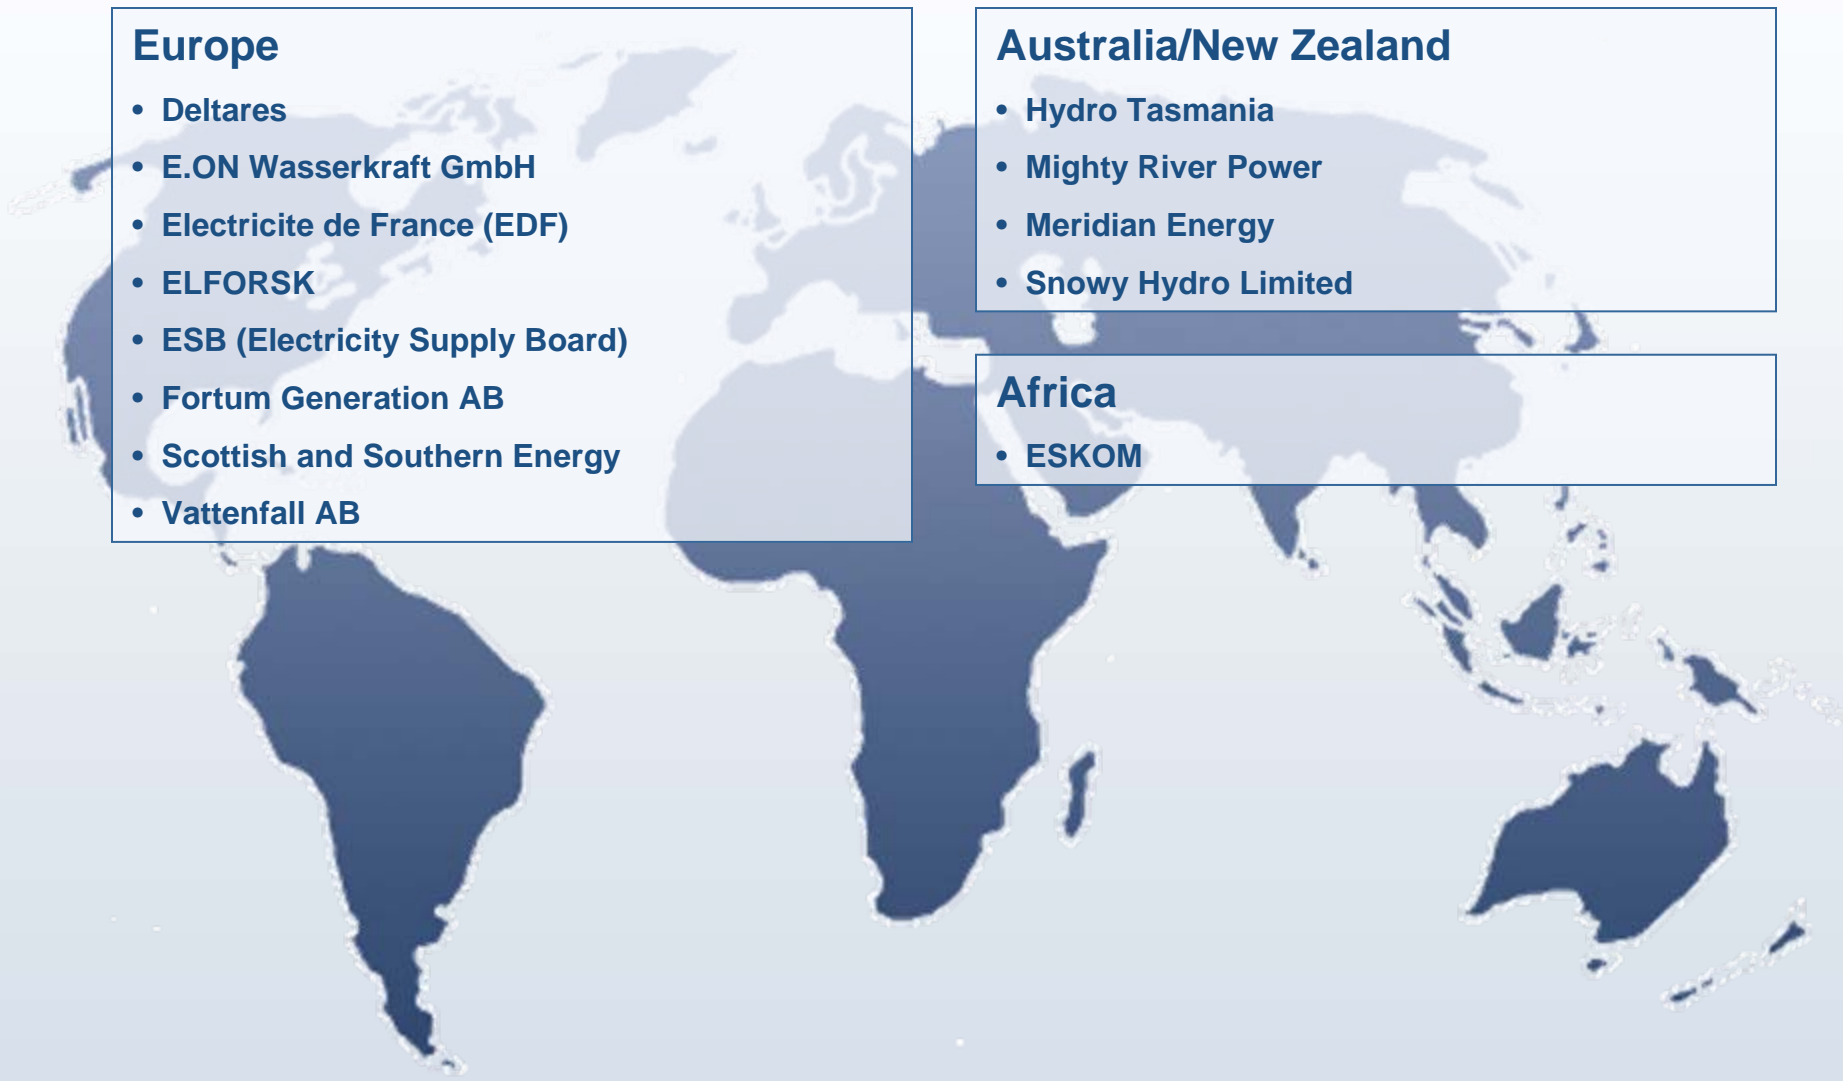 Europe
• Deltares
• E.ON Wasserkraft GmbH
• Electricite de France (EDF)
• ELFORSK
• ESB (Electricity Supply Board)
• Fortum Generation AB
• Scottish and Southern Energy
• Vattenfall AB
Australia/New Zealand
• Hydro Tasmania
• Mighty River Power
• Meridian Energy
• Snowy Hydro Limited
Africa
• ESKOM